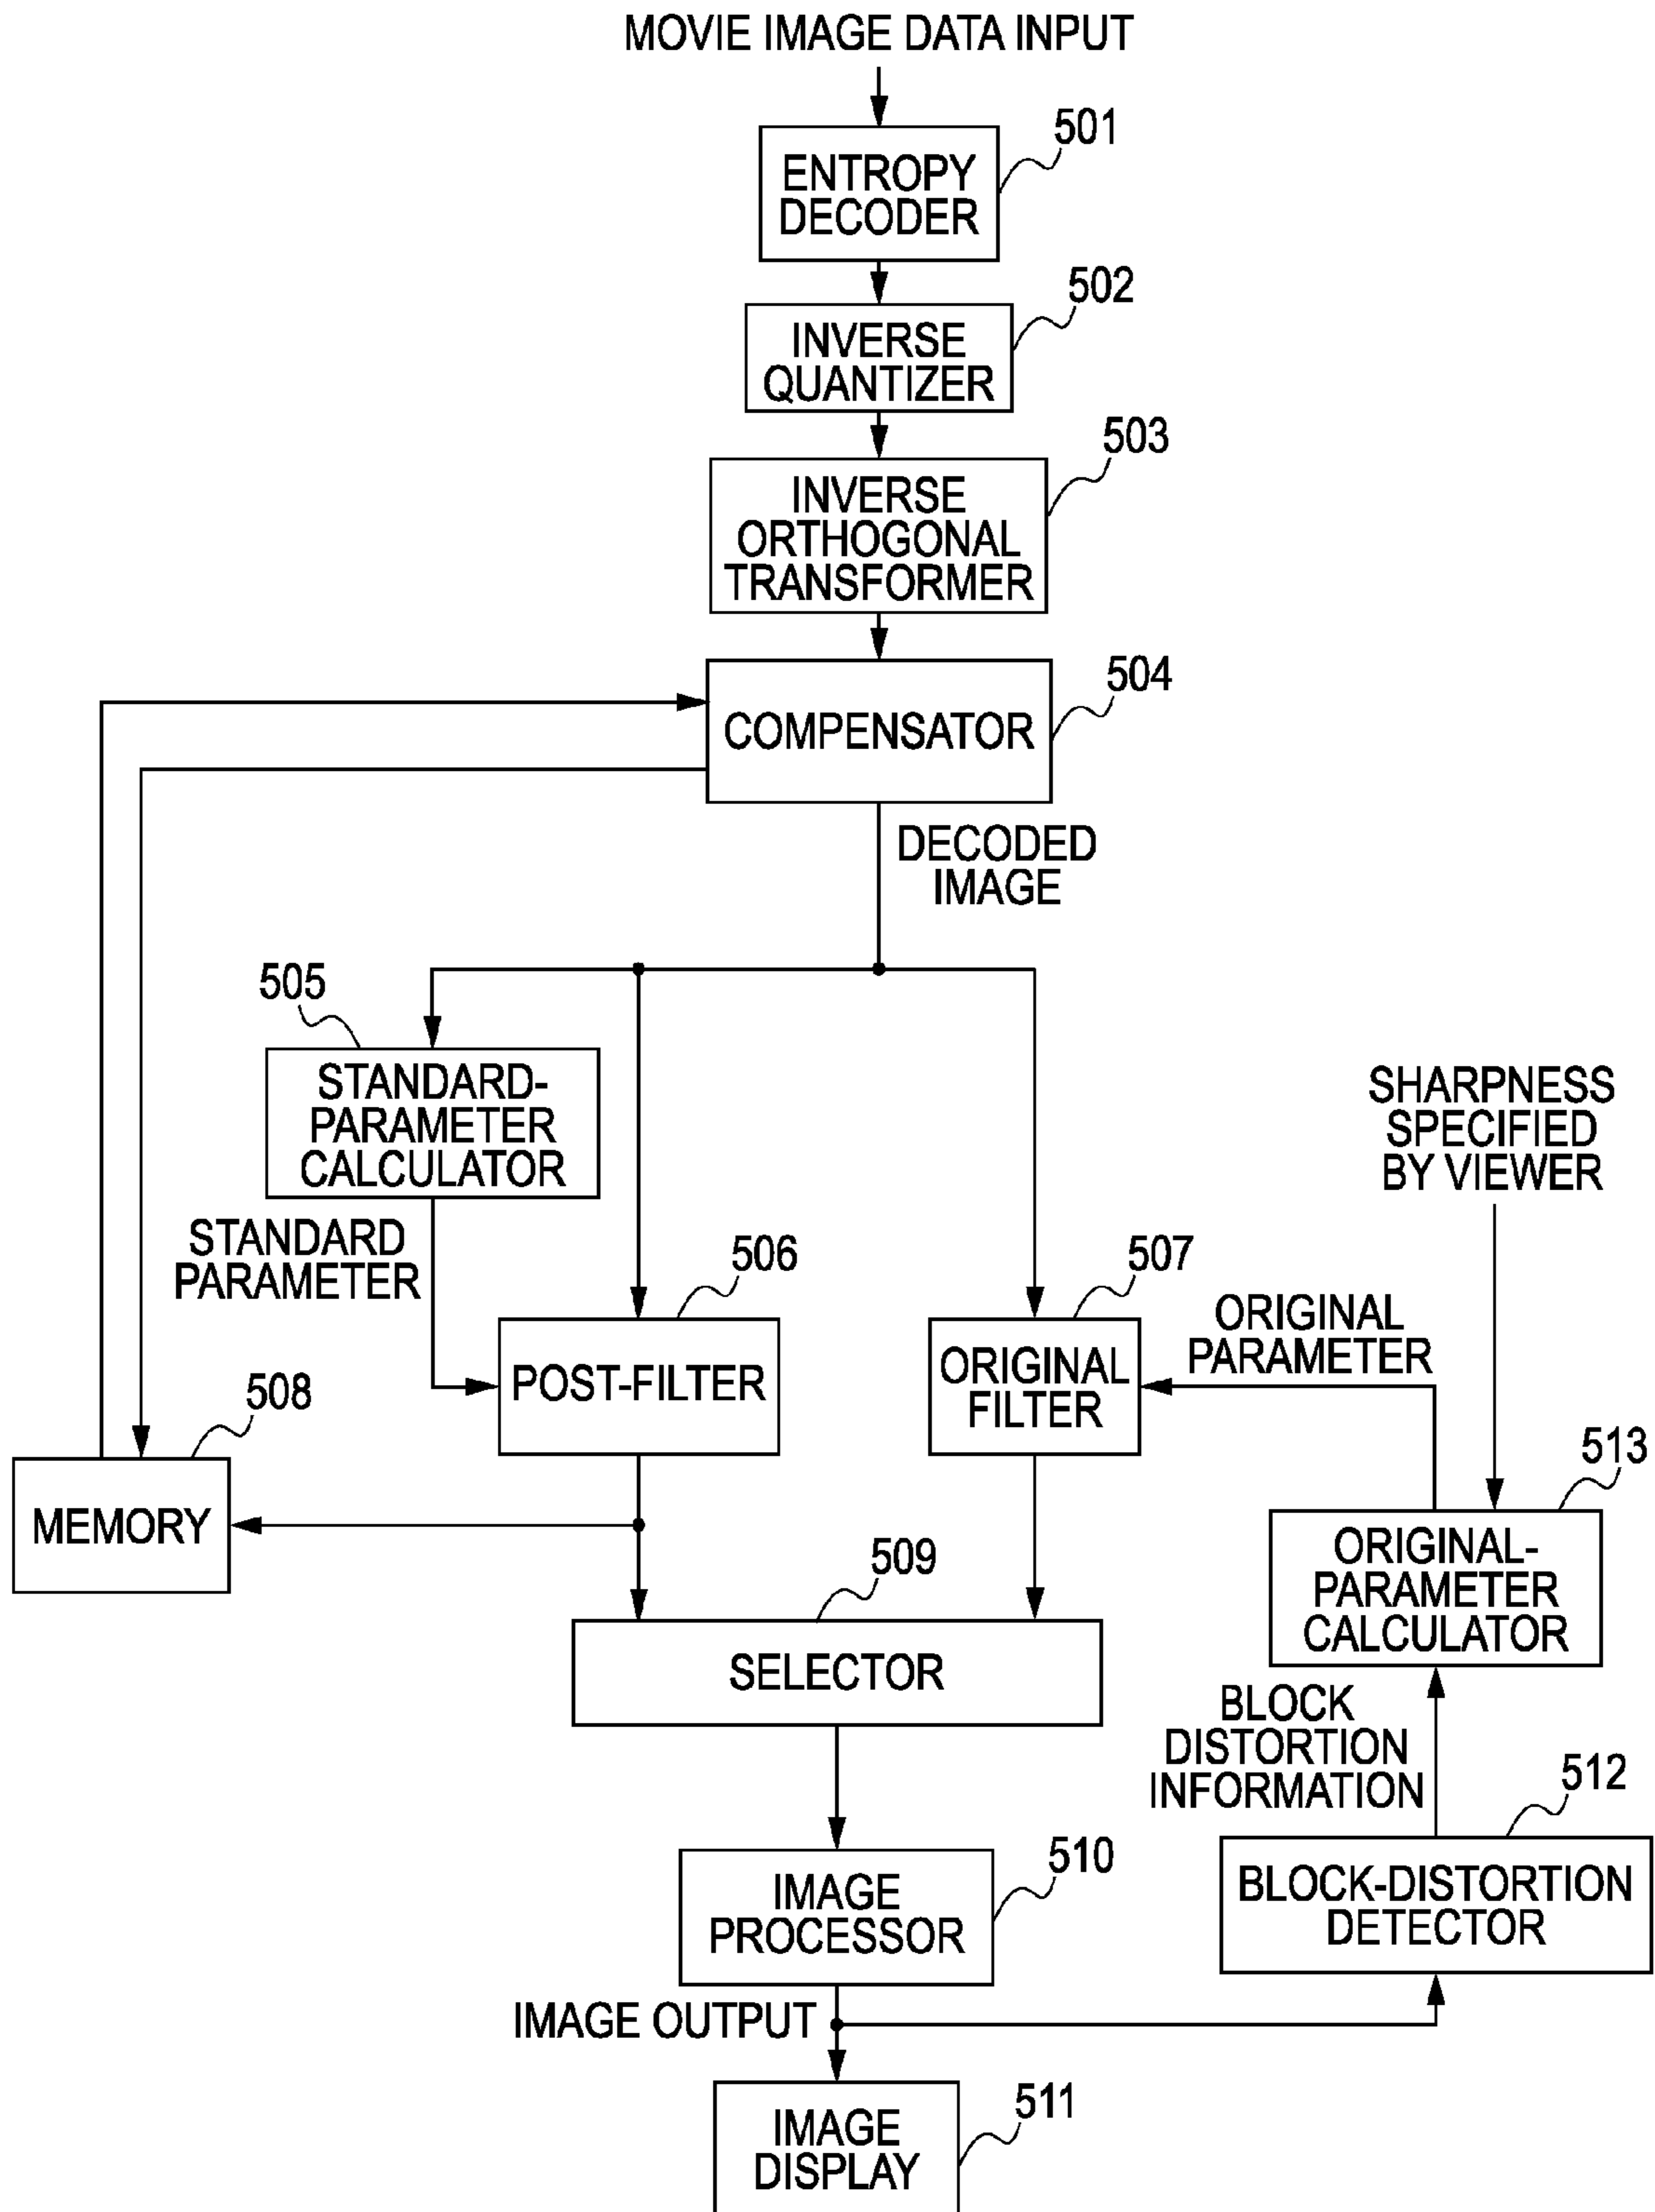 MOVIE IMAGE DATA INPUT
501
ENTROPY
DECODER
502
INVERSE
QUANTIZER
503
INVERSE
ORTHOGONAL
TRANSFORMER
504
COMPENSATOR
DECODED
IMAGE
505
STANDARD-
PARAMETER
CALCULATOR
SHARPNESS
SPECIFIED
BY VIEWER
STANDARD
PARAMETER
506
POST-FILTER
507
ORIGINAL
FILTER
ORIGINAL
PARAMETER
508
MEMORY
513
ORIGINAL-
PARAMETER
CALCULATOR
509
SELECTOR
BLOCK
DISTORTION
INFORMATION
512
BLOCK-DISTORTION
DETECTOR
510
IMAGE
PROCESSOR
IMAGE OUTPUT
511
IMAGE
DISPLAY